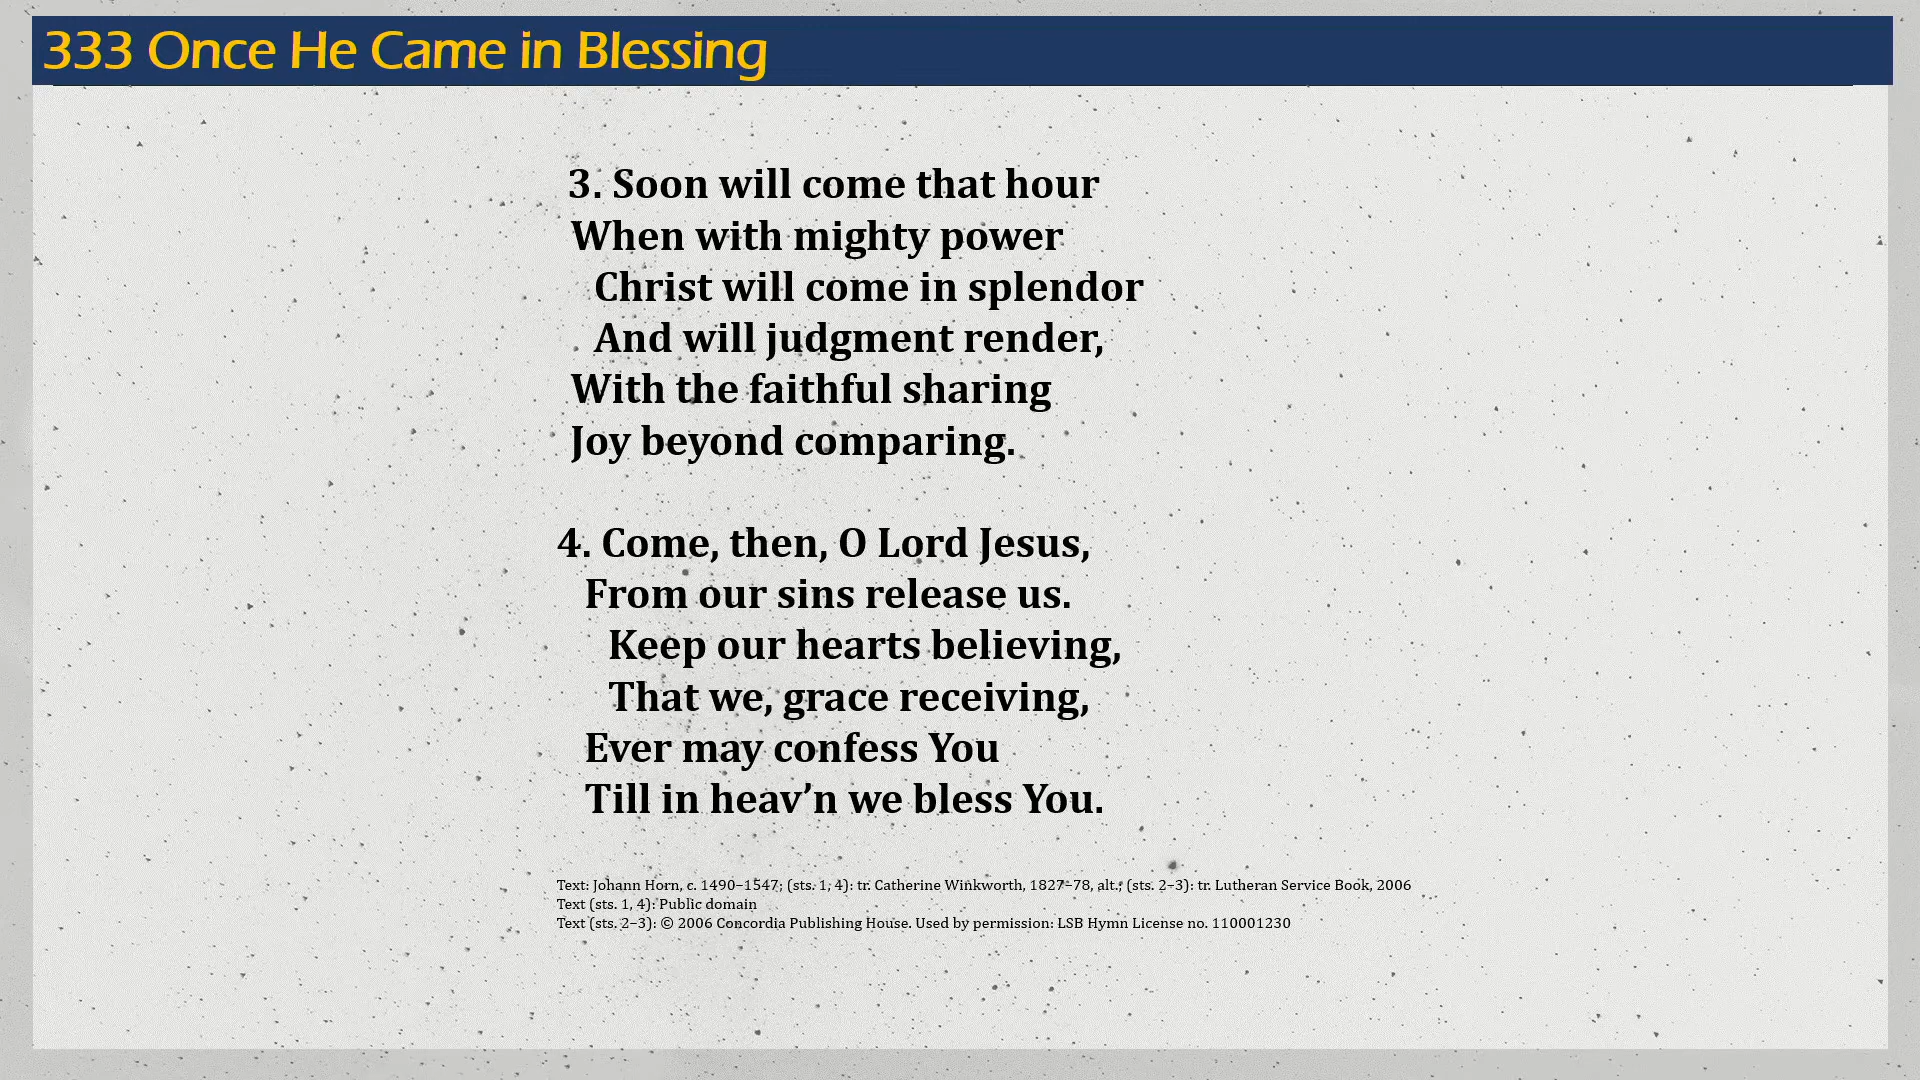 333 Once He Came in Blessing
3. Soon will come that hour
When with mighty power
Christ will come in splendor
And will judgment render,
With the faithful sharing
Joy beyond comparing.
4. Come, then, O Lord Jesus,
From our sins release us.
Keep our hearts believing,
That we, grace receiving,
Ever may confess You
Till in heav’n we bless You.
Text: Johann Horn, c. 1490–1547; (sts. 1, 4): tr. Catherine Winkworth, 1827–78, alt.; (sts. 2–3): tr. Lutheran Service Book, 2006
Text (sts. 1, 4): Public domain
Text (sts. 2–3): © 2006 Concordia Publishing House. Used by permission: LSB Hymn License no. 110001230